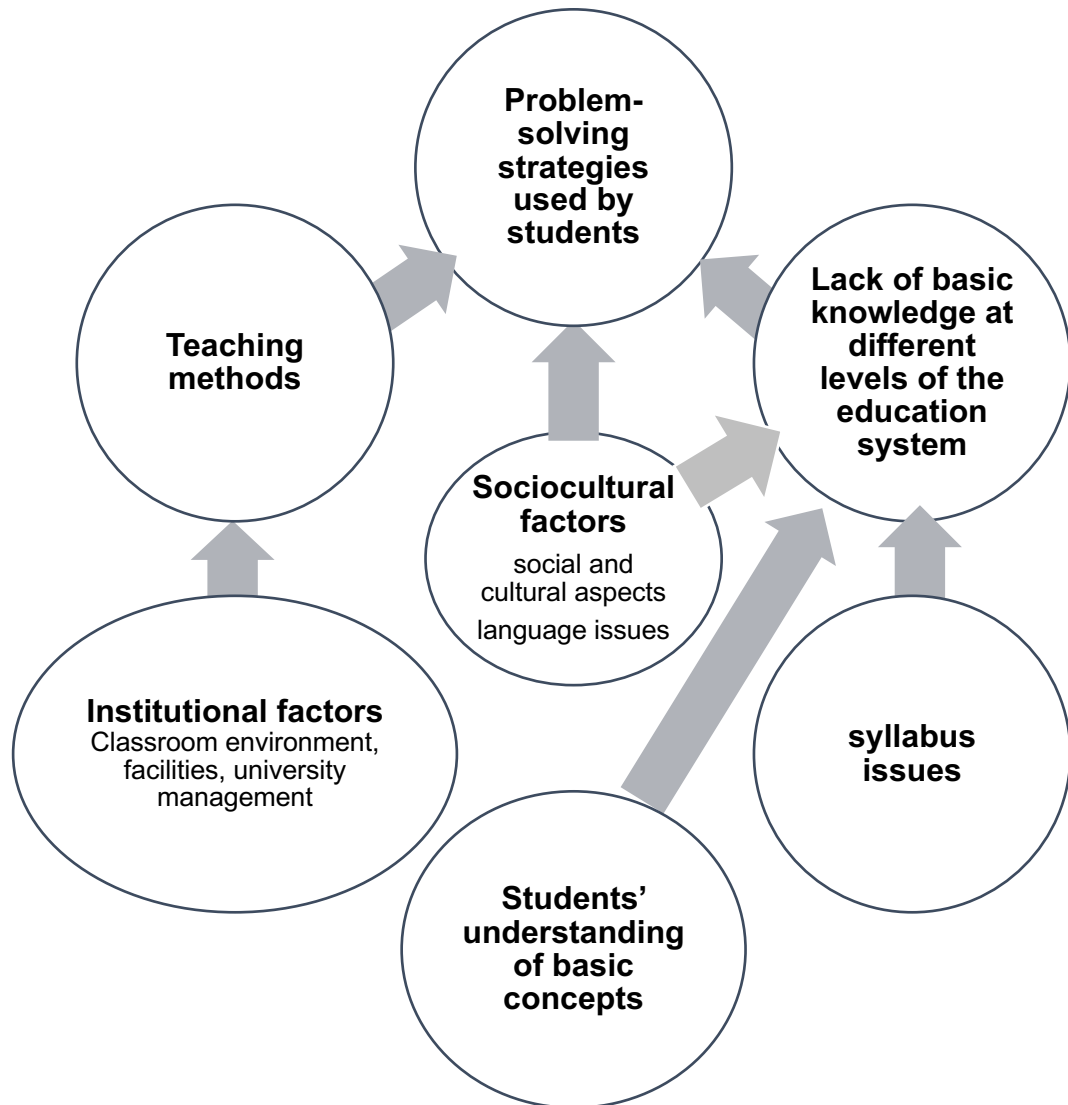 Problem-
solving
strategies
used by
students
Teaching
methods
Lack of basic
knowledge at
different
levels of the
education
system
Sociocultural
factors
social and
cultural aspects
language issues
Institutional factors
Classroom environment,
facilities, university
management
syllabus
issues
Students’
understanding
of basic
concepts